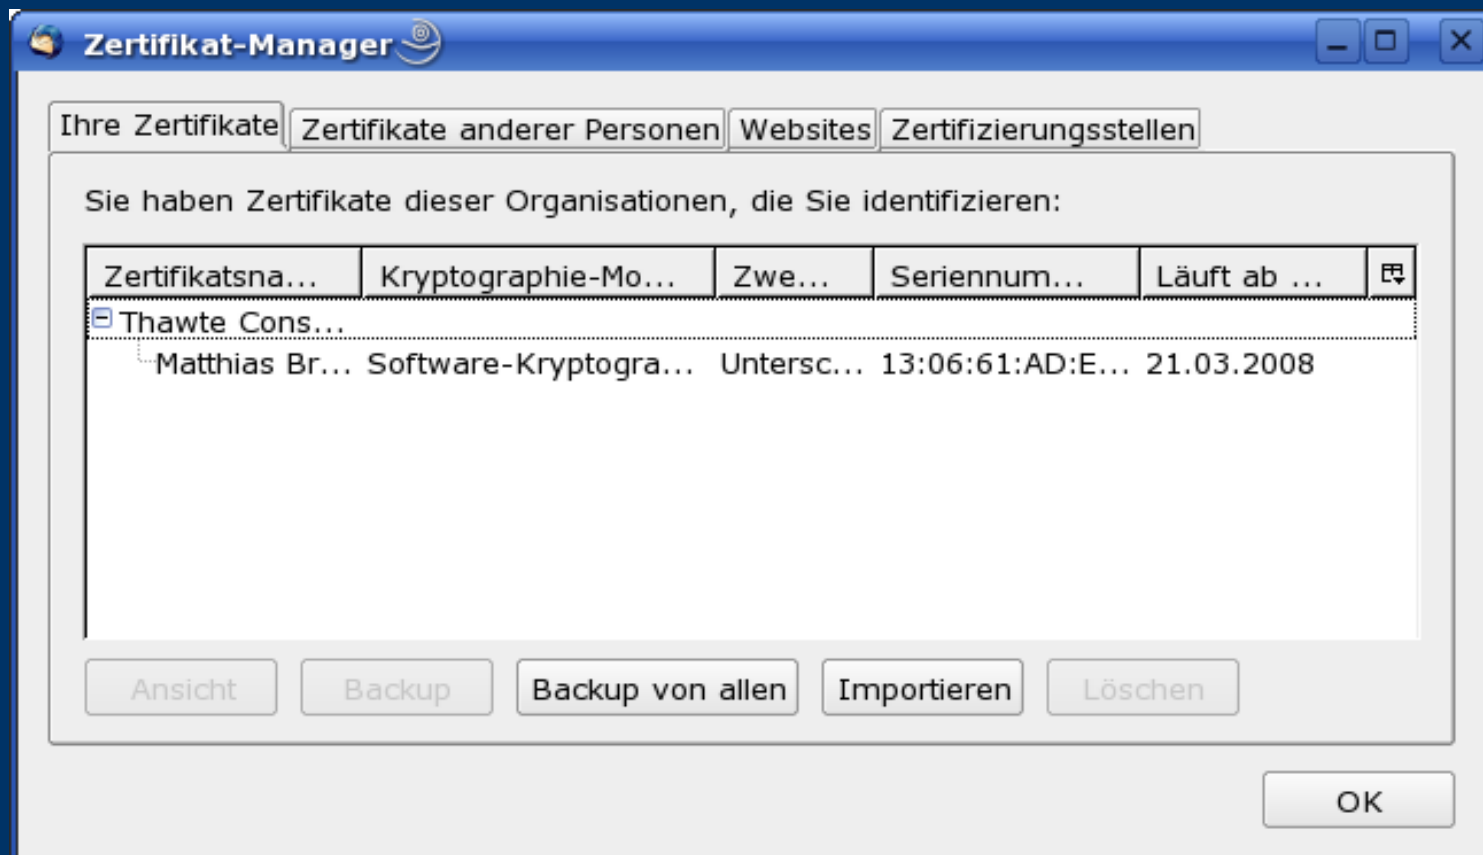 Zertifikat-Manager
Ihre Zertifikate Zertifikate anderer Personen Websites Zertifizierungsstellen
Sie haben Zertifikate dieser Organisationen, die Sie identifizieren:
Zertifikatsna... Kryptographie-Mo... Zwe... Seriennum... Läuft ab ...
Thawte Cons...
Matthias Br... Software-Kryptogra... Untersc... 13:06:61:AD:E... 21.03.2008
Ansicht Backup Backup von allen Importieren Löschen
OK